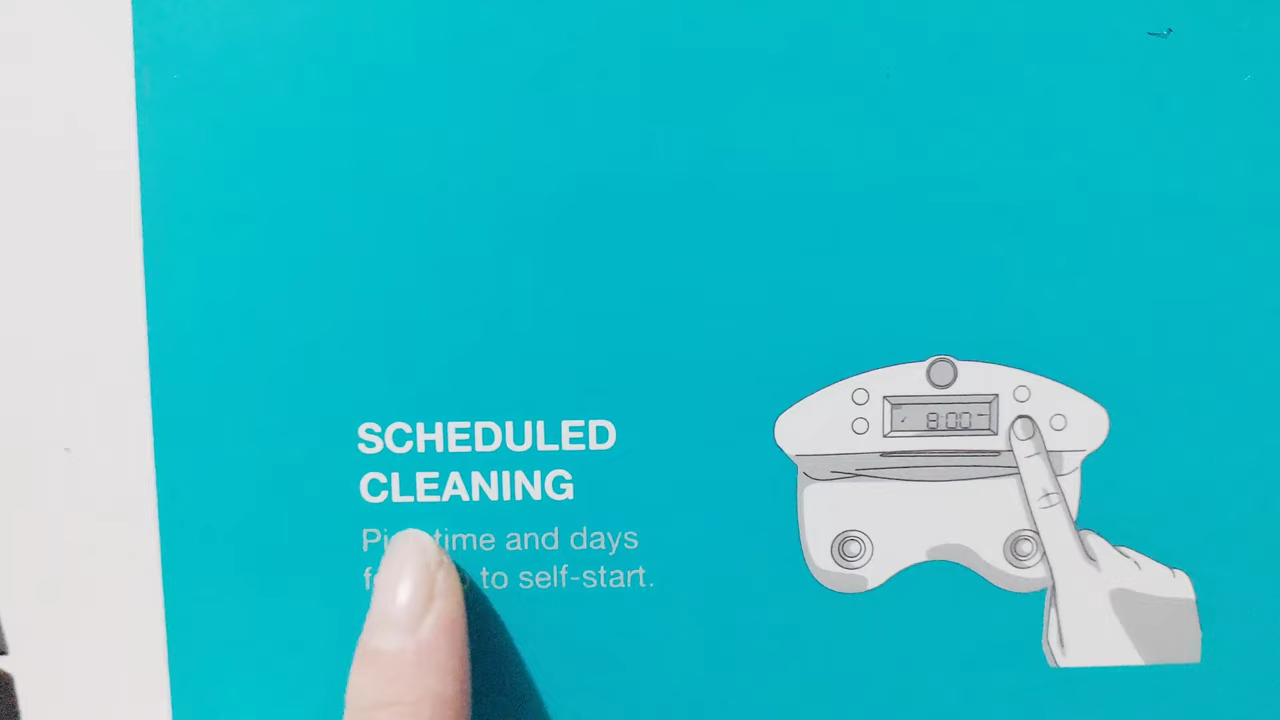 SCHEDULED
CLEANING
time and days
to self-start.
8:00